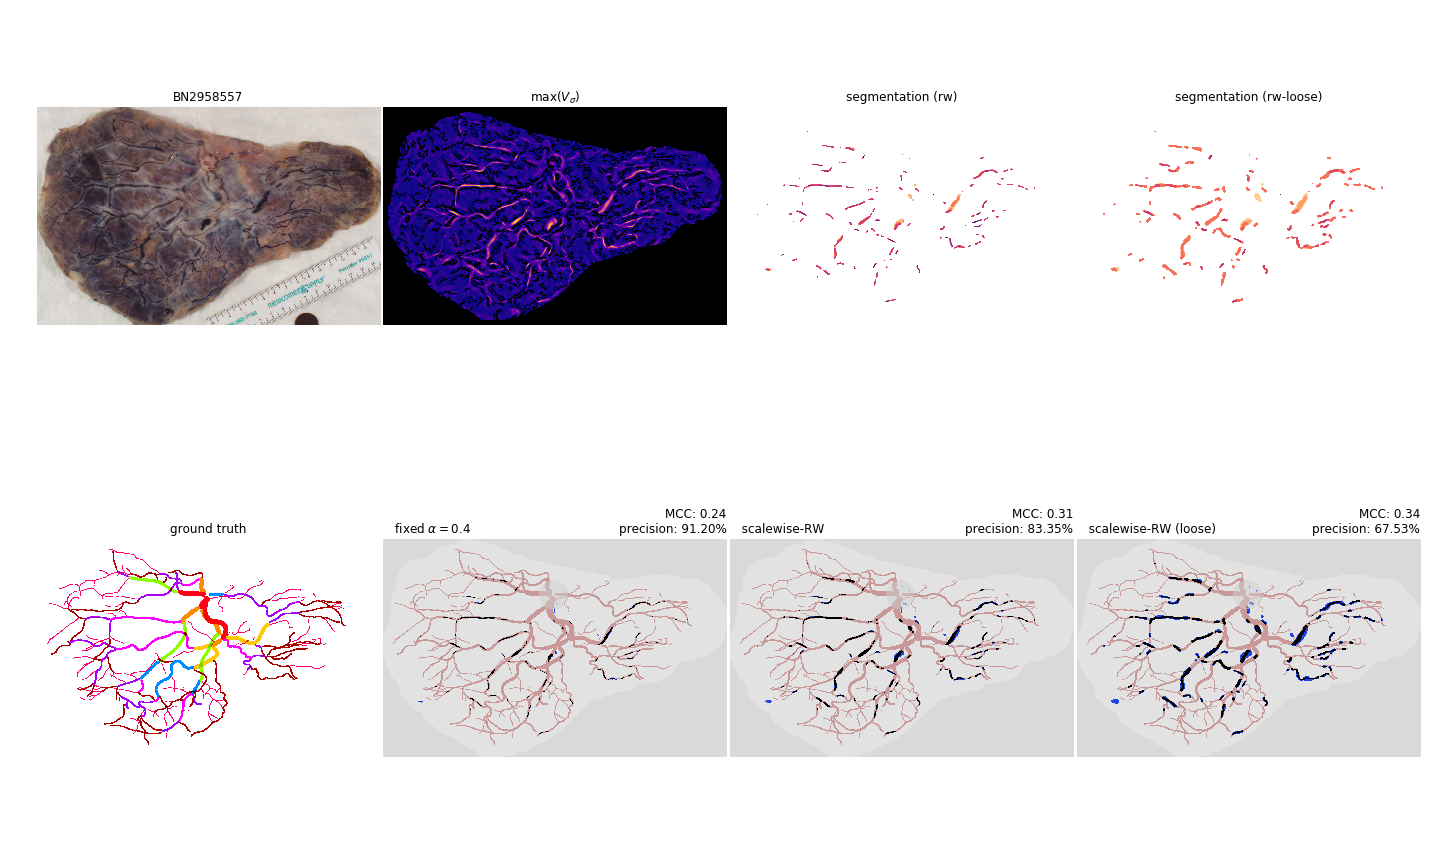 BN2958557
max(V_σ)
segmentation (rw)
segmentation (rw-loose)
ground truth
fixed α = 0.4
MCC: 0.24
precision: 91.20%
scalewise-RW
MCC: 0.31
precision: 83.35%
scalewise-RW (loose)
MCC: 0.34
precision: 67.53%